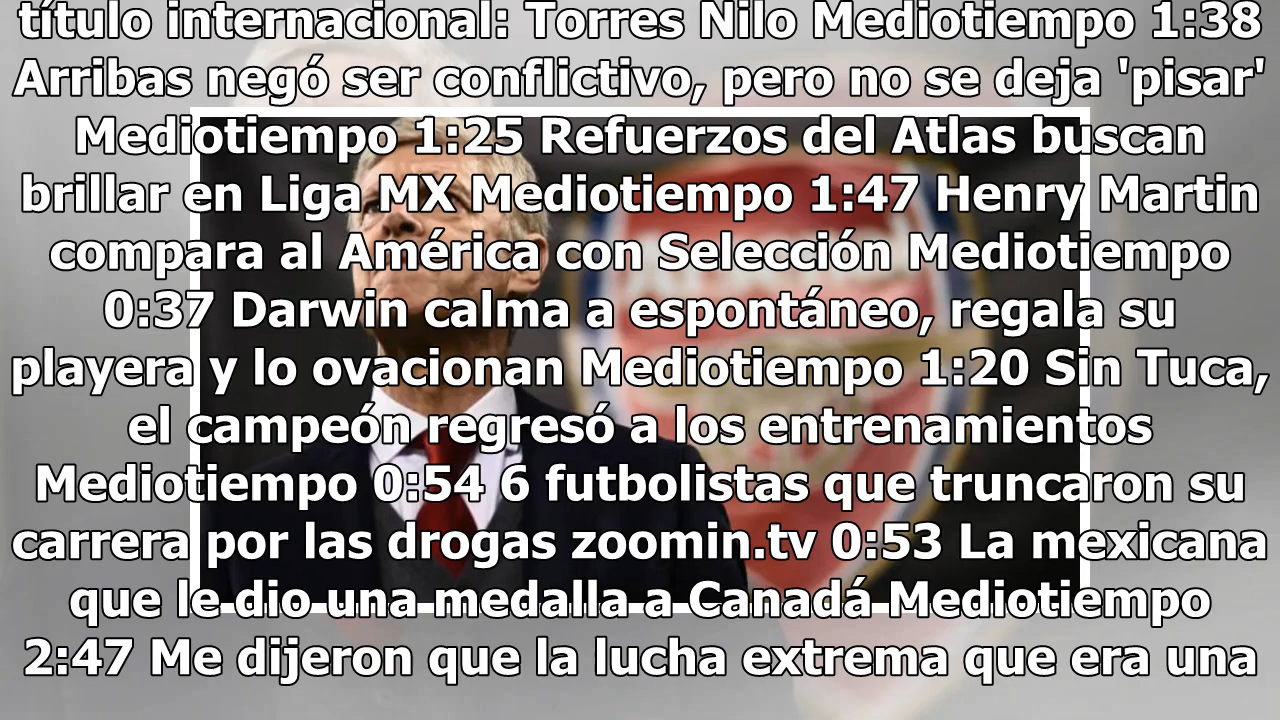 título internacional: Torres Nilo Mediotiempo 1:38
Arribas negó ser conflictivo, pero no se deja 'pisar'
Mediotiempo 1:25 Refuerzos del Atlas buscan
brillar en Liga MX Mediotiempo 1:47 Henry Martin
compara al América con Selección Mediotiempo
0:37 Darwin calma a espontáneo, regala su
playera y lo ovacionan Mediotiempo 1:20 Sin Tuca,
el campeón regresó a los entrenamientos
Mediotiempo 0:54 6 futbolistas que truncaron su
carrera por las drogas zoomin.tv 0:53 La mexicana
que le dio una medalla a Canadá Mediotiempo
2:47 Me dijeron que la lucha extrema que era una